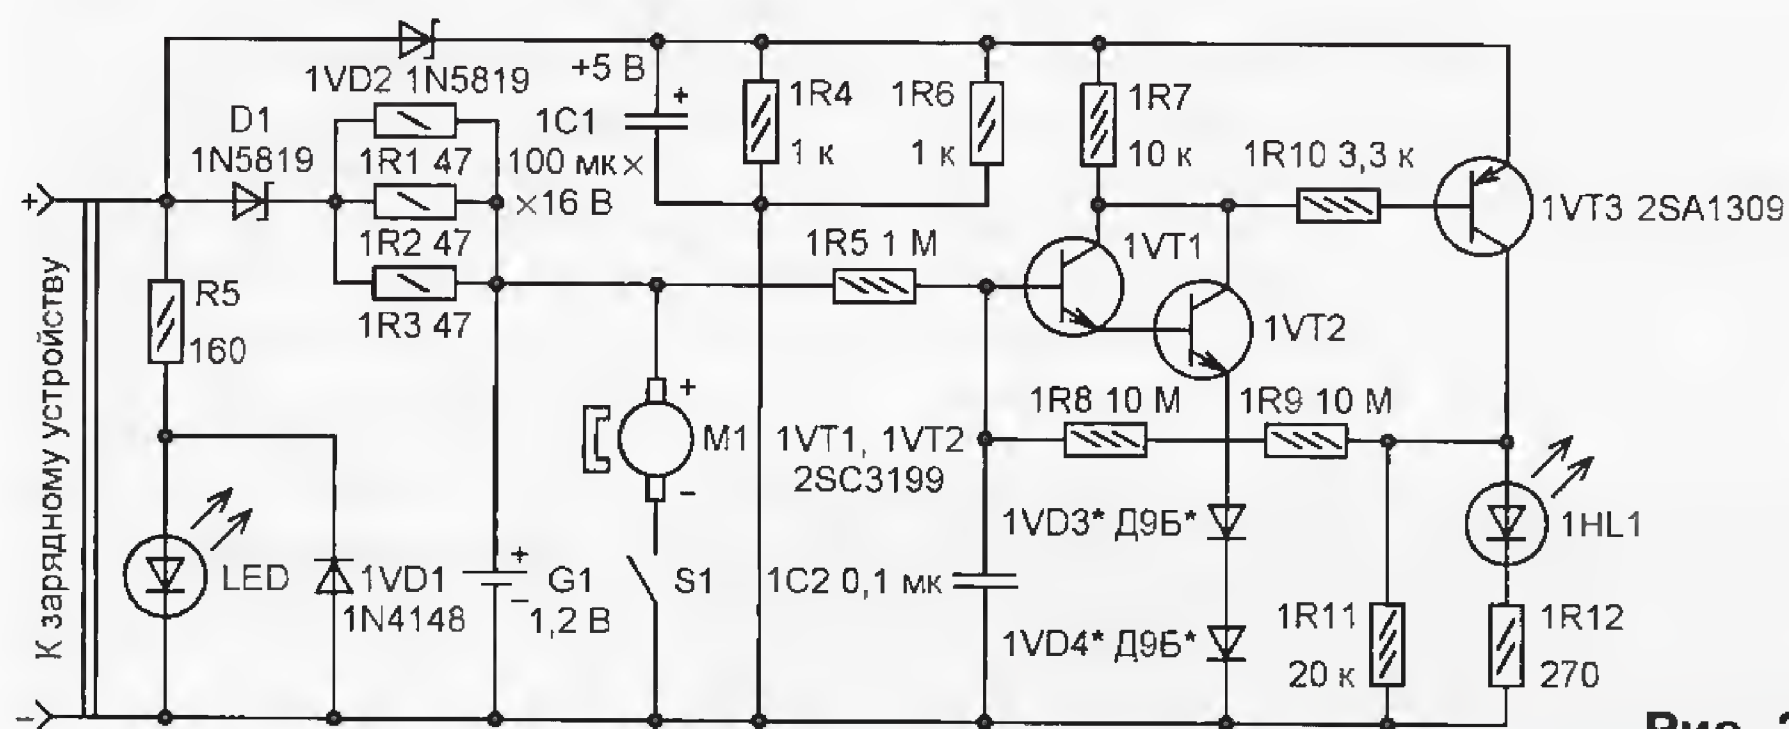 +5 В
1VD2 1N5819
D1
1N5819
1R1 47
1R2 47
1R3 47
1C1
100 мк×
×16 В
1R4
1 к
1R6
1 к
1R7
10 к
1R10 3,3 к
1VT3 2SA1309
+
+
К зарядному устройству
R5
160
1R5 1 М
1VT1
1VT2
+
М1
–
1VT1, 1VT2
2SC3199
1R8 10 М
1R9 10 М
LED
1VD1
1N4148
+
G1
–
1,2 В
S1
1C2 0,1 мк
1VD3* Д9Б*
1VD4* Д9Б*
1HL1
1R11
20 к
1R12
270
–
Рис.